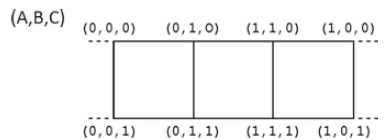 (A,B,C)
(0,0,0) (0,1,O) (1,1,0) (1,0,0)
(0,0,1) (0,1,1) (1,1,1) (1,0,1)